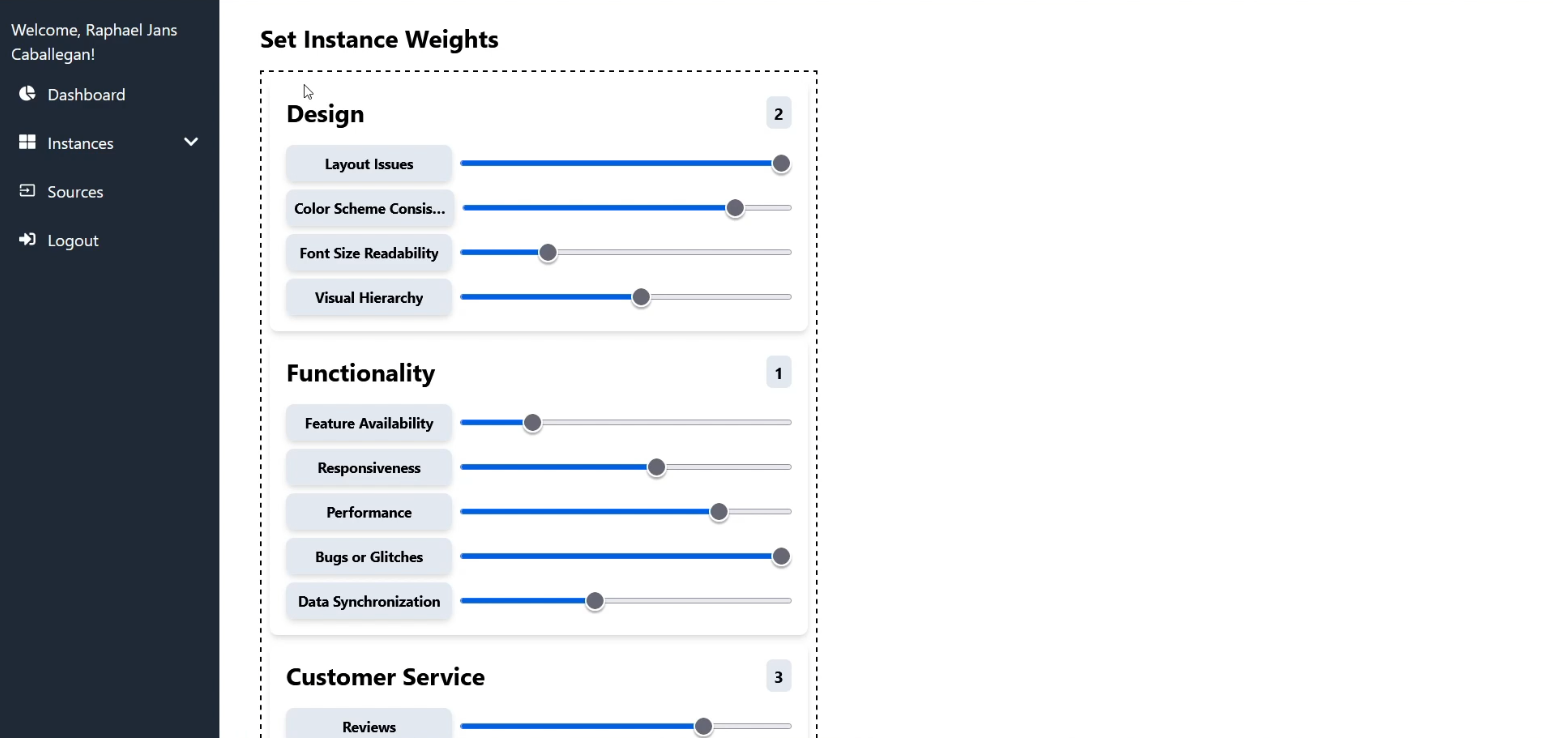 Welcome, Raphael Jans
Caballegan!
Dashboard
Instances
Sources
Logout
Set Instance Weights
Design 2
Layout Issues
Color Scheme Consis...
Font Size Readability
Visual Hierarchy
Functionality 1
Feature Availability
Responsiveness
Performance
Bugs or Glitches
Data Synchronization
Customer Service 3
Reviews